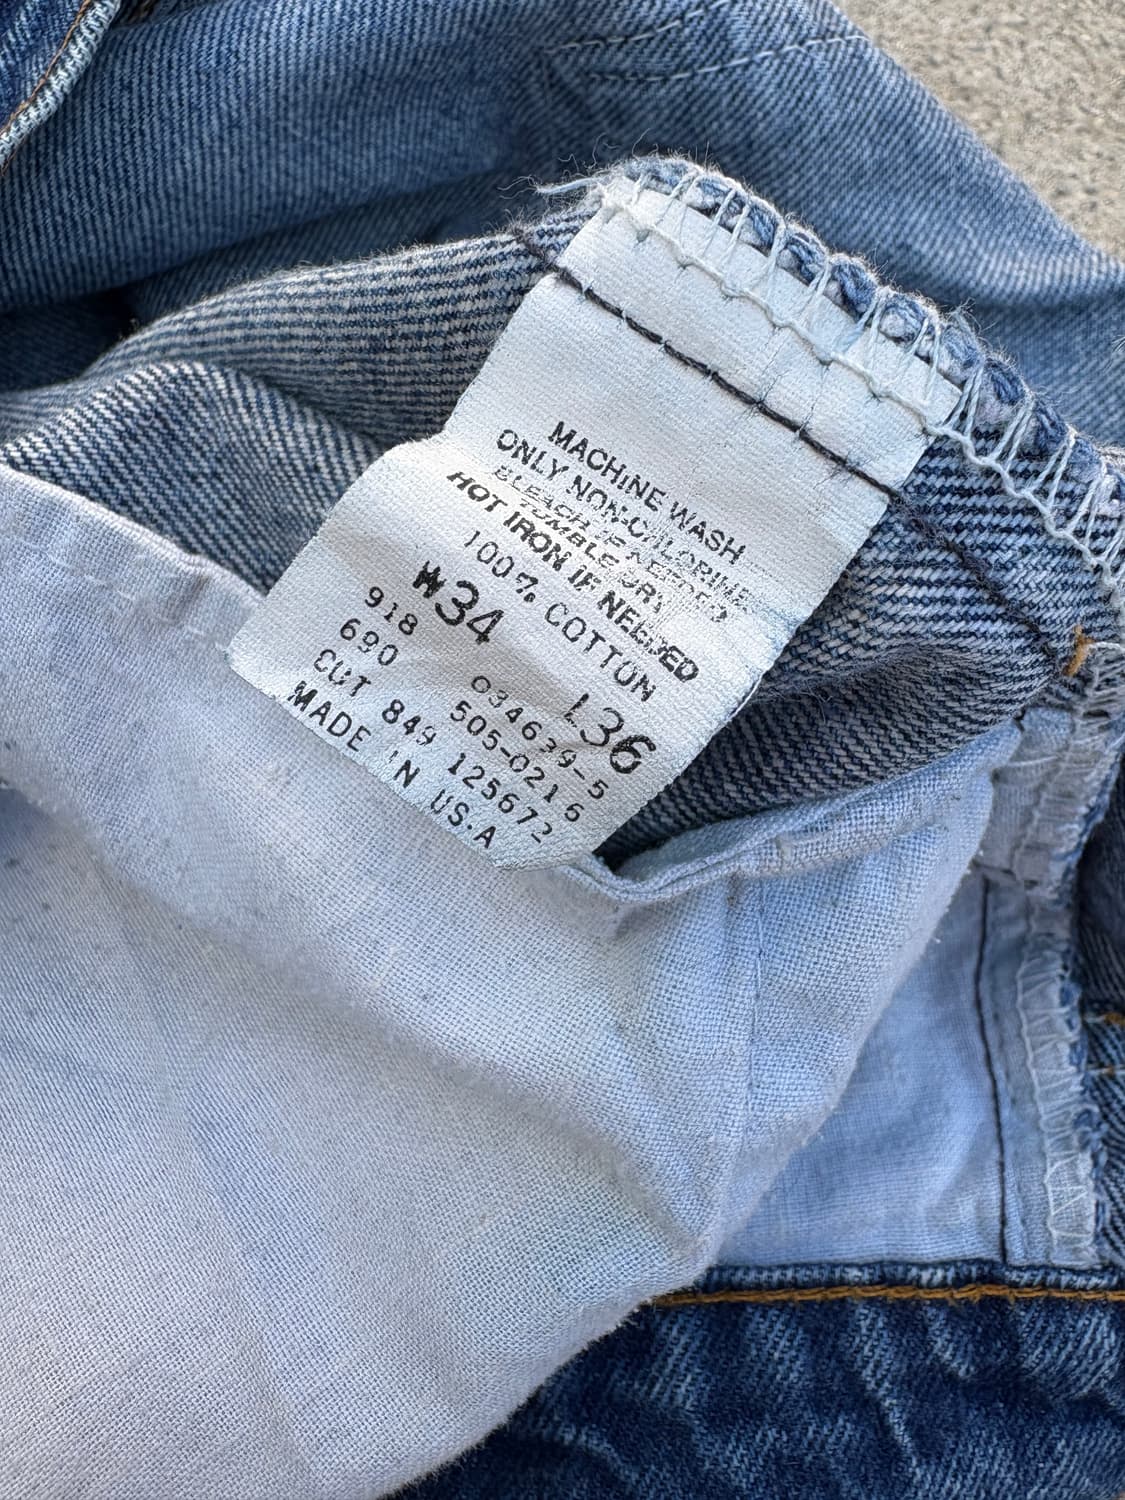 MACHINE WASH
ONLY NON-CHLORINE
BLEACH IF NEEDED
TUMBLE DRY
HOT IRON IF NEEDED
100% COTTON
W34 L36
918 034639-5
690 505-0216
CUT 849 125672
MADE IN U.S.A